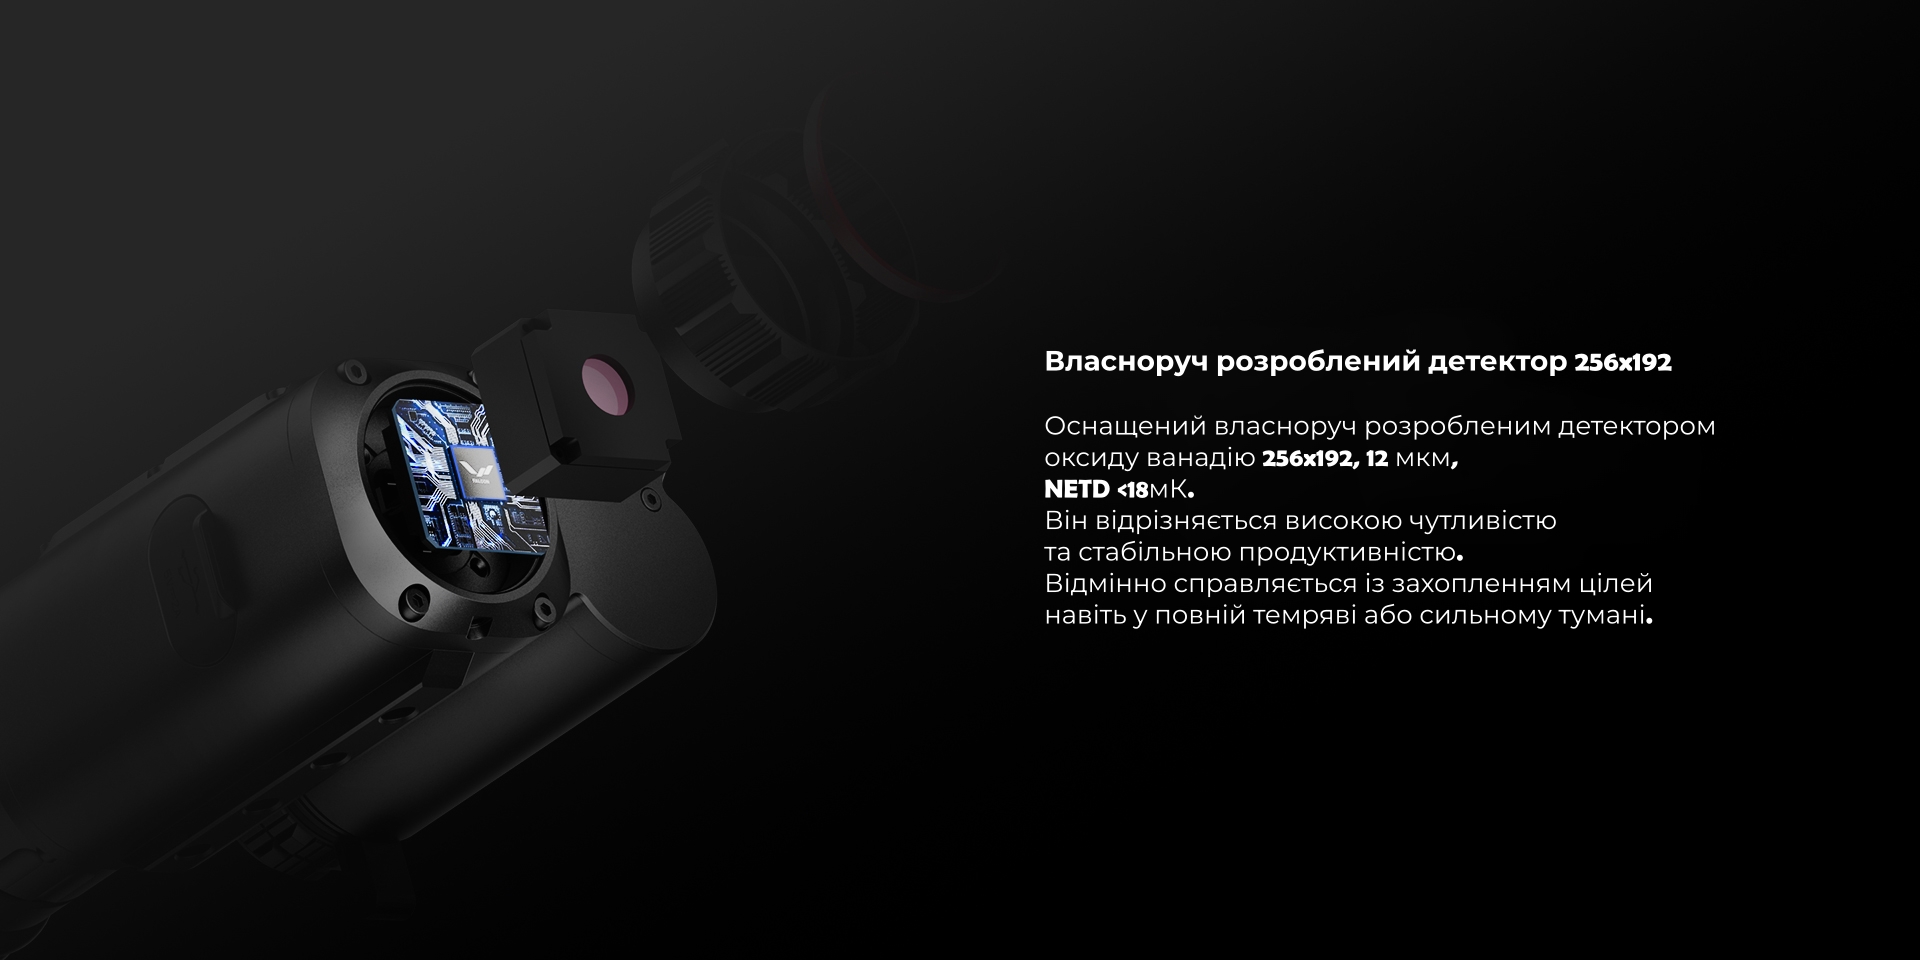 Власноруч розроблений детектор 256x192
Оснащений власноруч розробленим детектором
оксиду ванадію 256x192, 12 мкм,
NETD <18мК.
Він відрізняється високою чутливістю
та стабільною продуктивністю.
Відмінно справляється із захопленням цілей
навіть у повній темряві або сильному тумані.